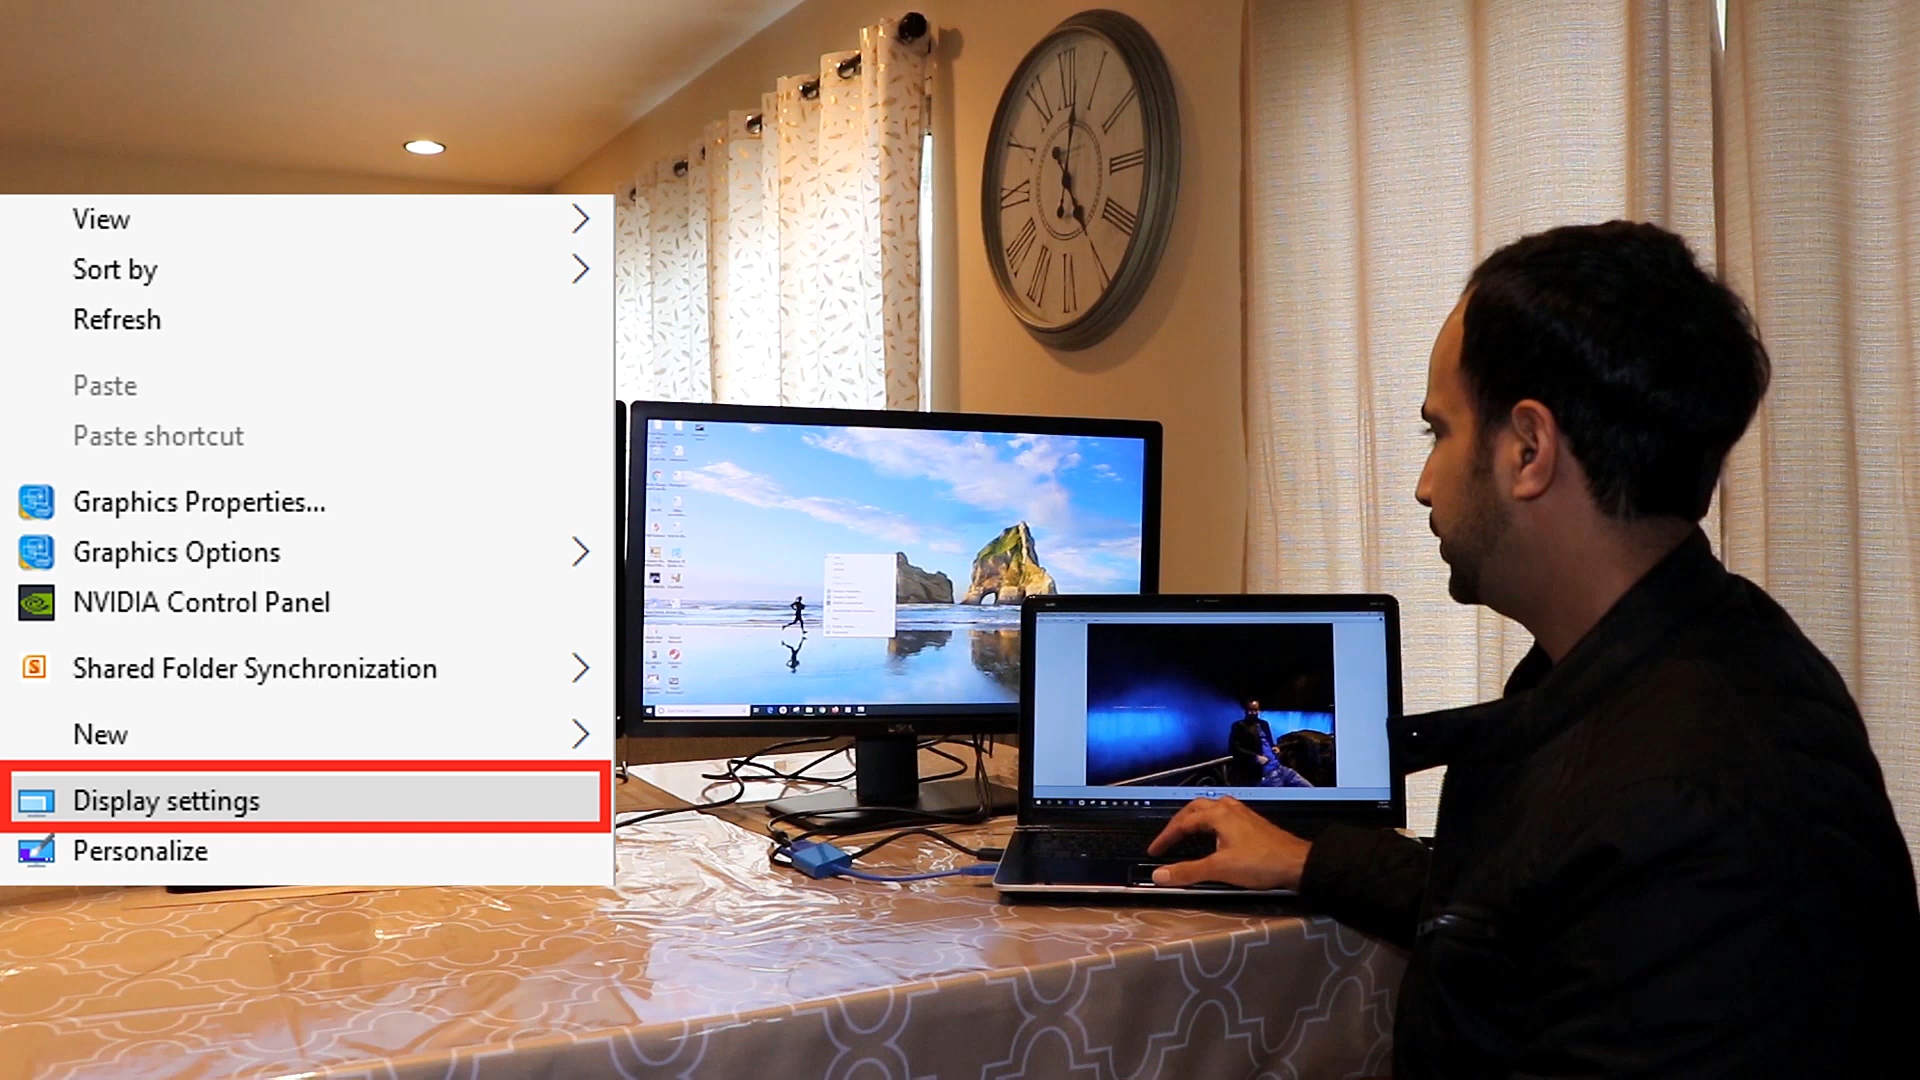 View
Sort by
Refresh
Paste
Paste shortcut
Graphics Properties...
Graphics Options
NVIDIA Control Panel
Shared Folder Synchronization
New
Display settings
Personalize